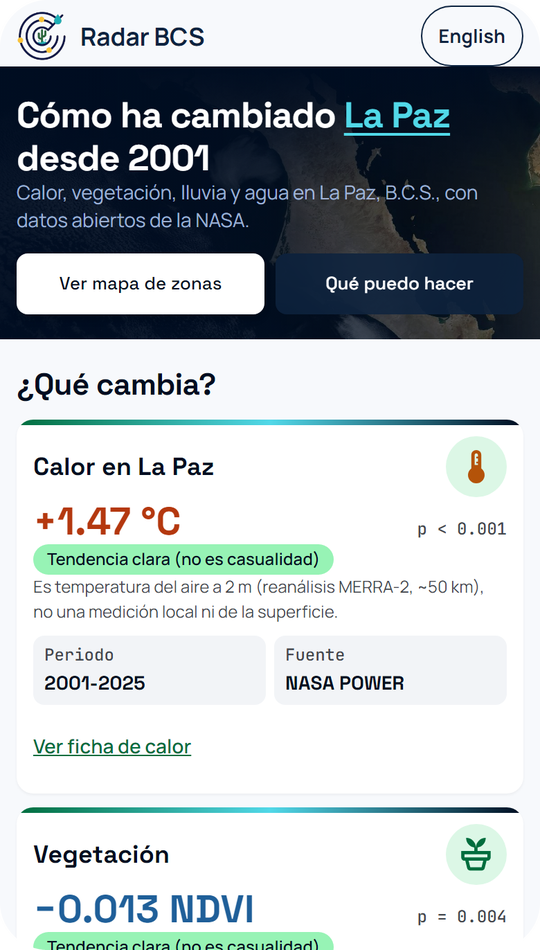 Radar BCS
English
Cómo ha cambiado La Paz
desde 2001
Calor, vegetación, lluvia y agua en La Paz, B.C.S., con
datos abiertos de la NASA.
Ver mapa de zonas
Qué puedo hacer
¿Qué cambia?
Calor en La Paz
+1.47 °C
p < 0.001
Tendencia clara (no es casualidad)
Es temperatura del aire a 2 m (reanálisis MERRA-2, ~50 km),
no una medición local ni de la superficie.
Periodo
2001-2025
Fuente
NASA POWER
Ver ficha de calor
Vegetación
−0.013 NDVI
p = 0.004
Tendencia clara (no es casualidad)